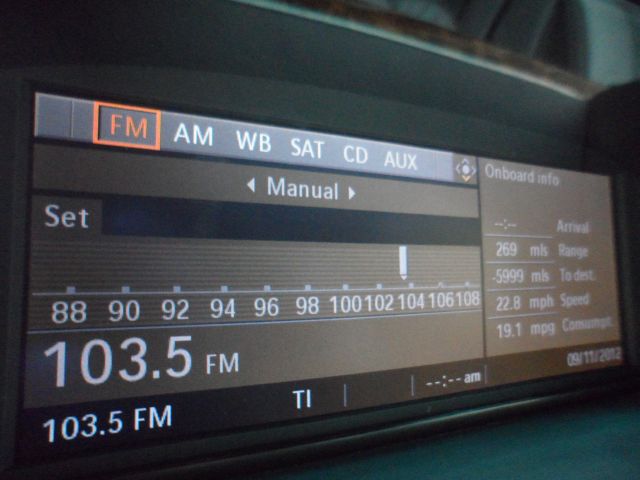 FM AM WB SAT CD AUX
Manual
Set
88 90 92 94 96 98 100 102 104 106 108
103.5 FM
103.5 FM TI --:-- am
Onboard info
--:-- Arrival
269 mls Range
-5999 mls To dest.
22.8 mph Speed
19.1 mpg Consumpt.
09/11/2012